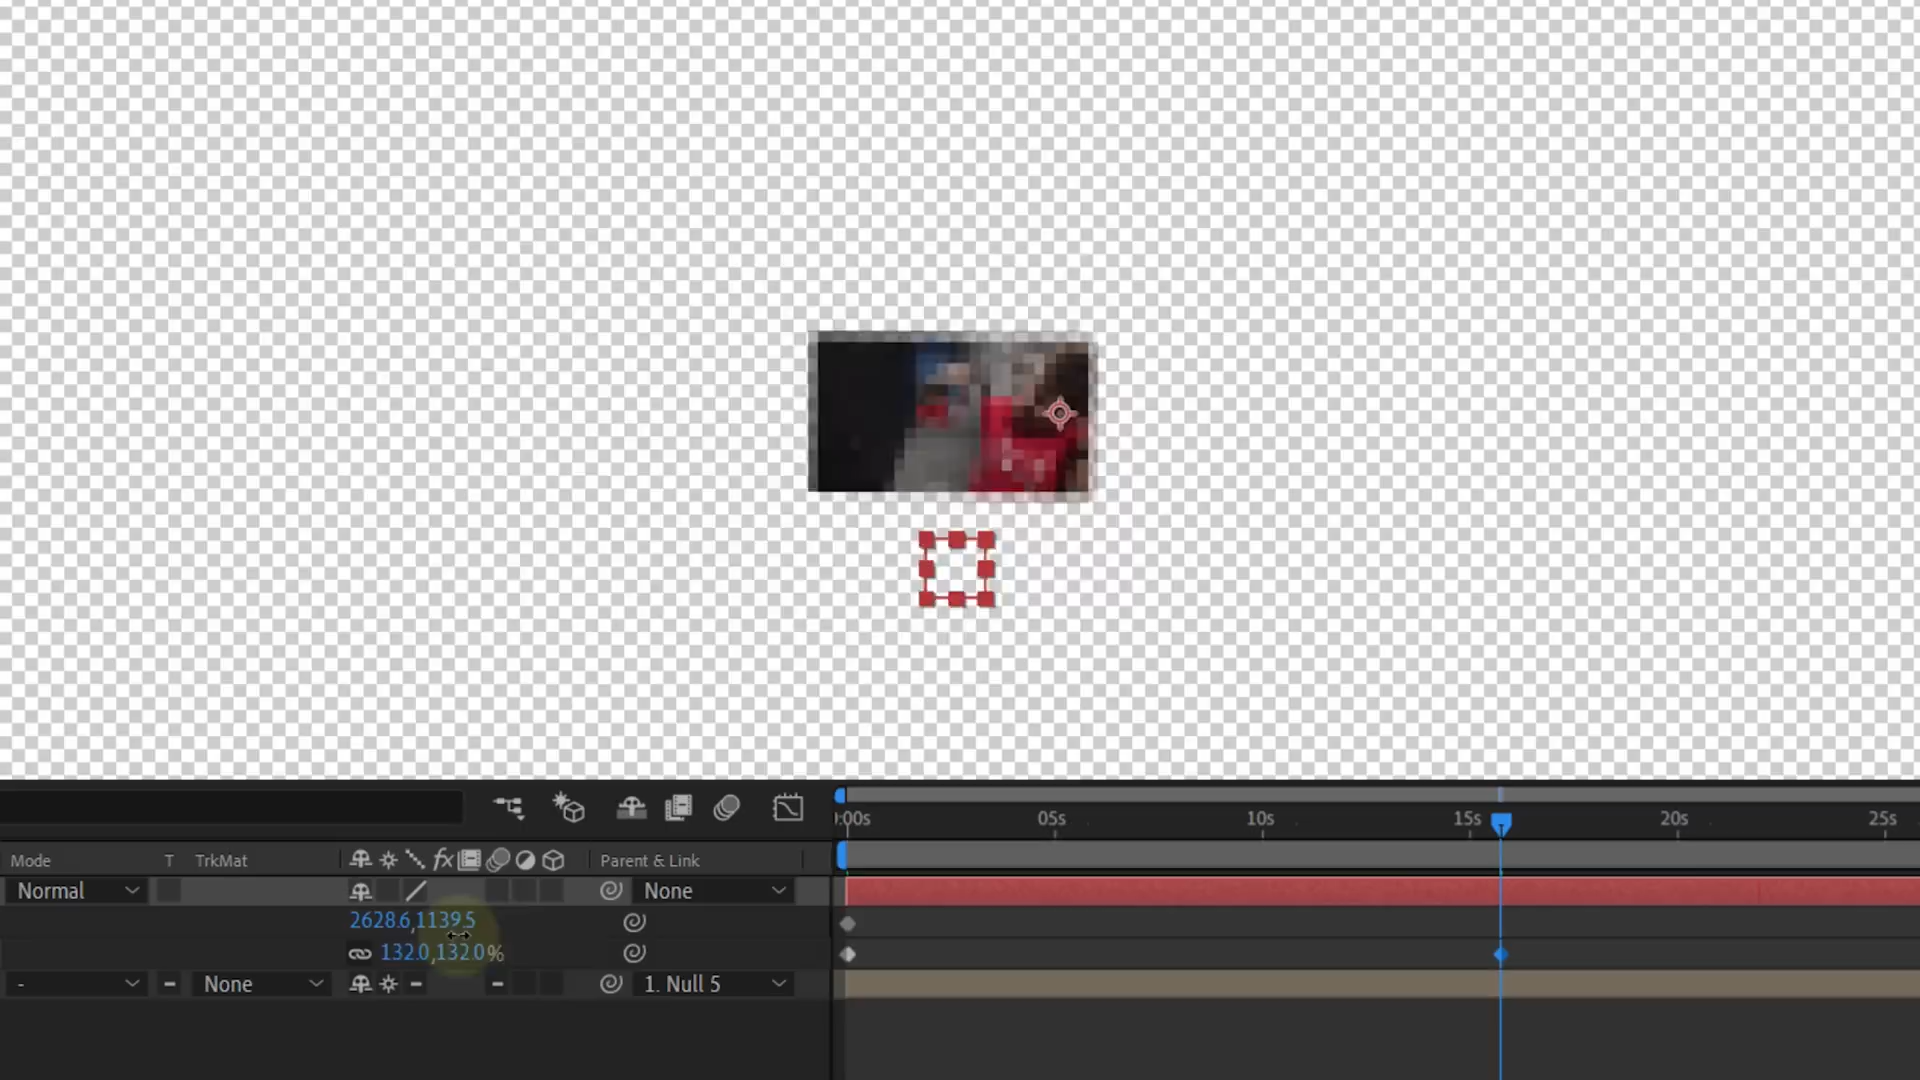 :00s 05s 10s 15s 20s 25s
Mode T TrkMat fx Parent & Link
Normal None
2628.6,1139.5
132.0,132.0%
- None 1. Null 5